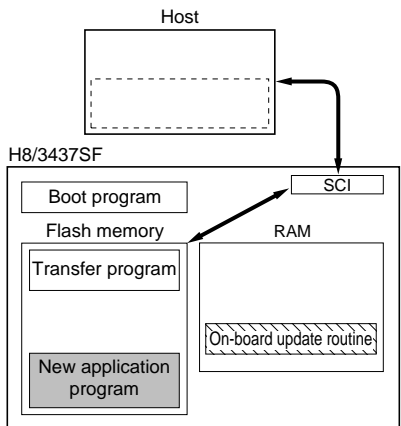 Host
H8/3437SF
SCI
Boot program
Flash memory
RAM
Transfer program
On-board update routine
New application
program